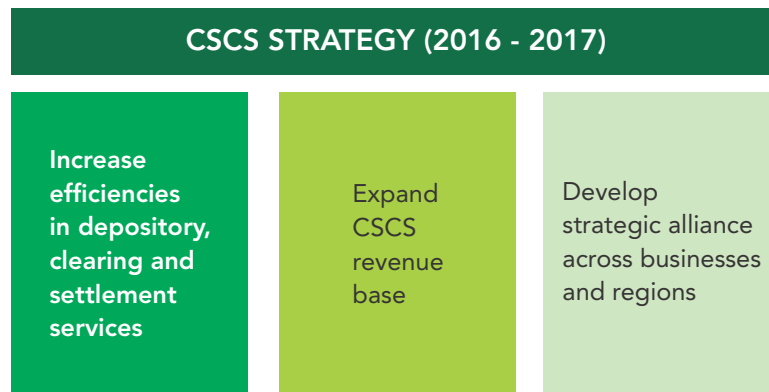 CSCS STRATEGY (2016 - 2017)
Increase
efficiencies
in depository,
clearing and
settlement
services
Expand
CSCS
revenue
base
Develop
strategic alliance
across businesses
and regions